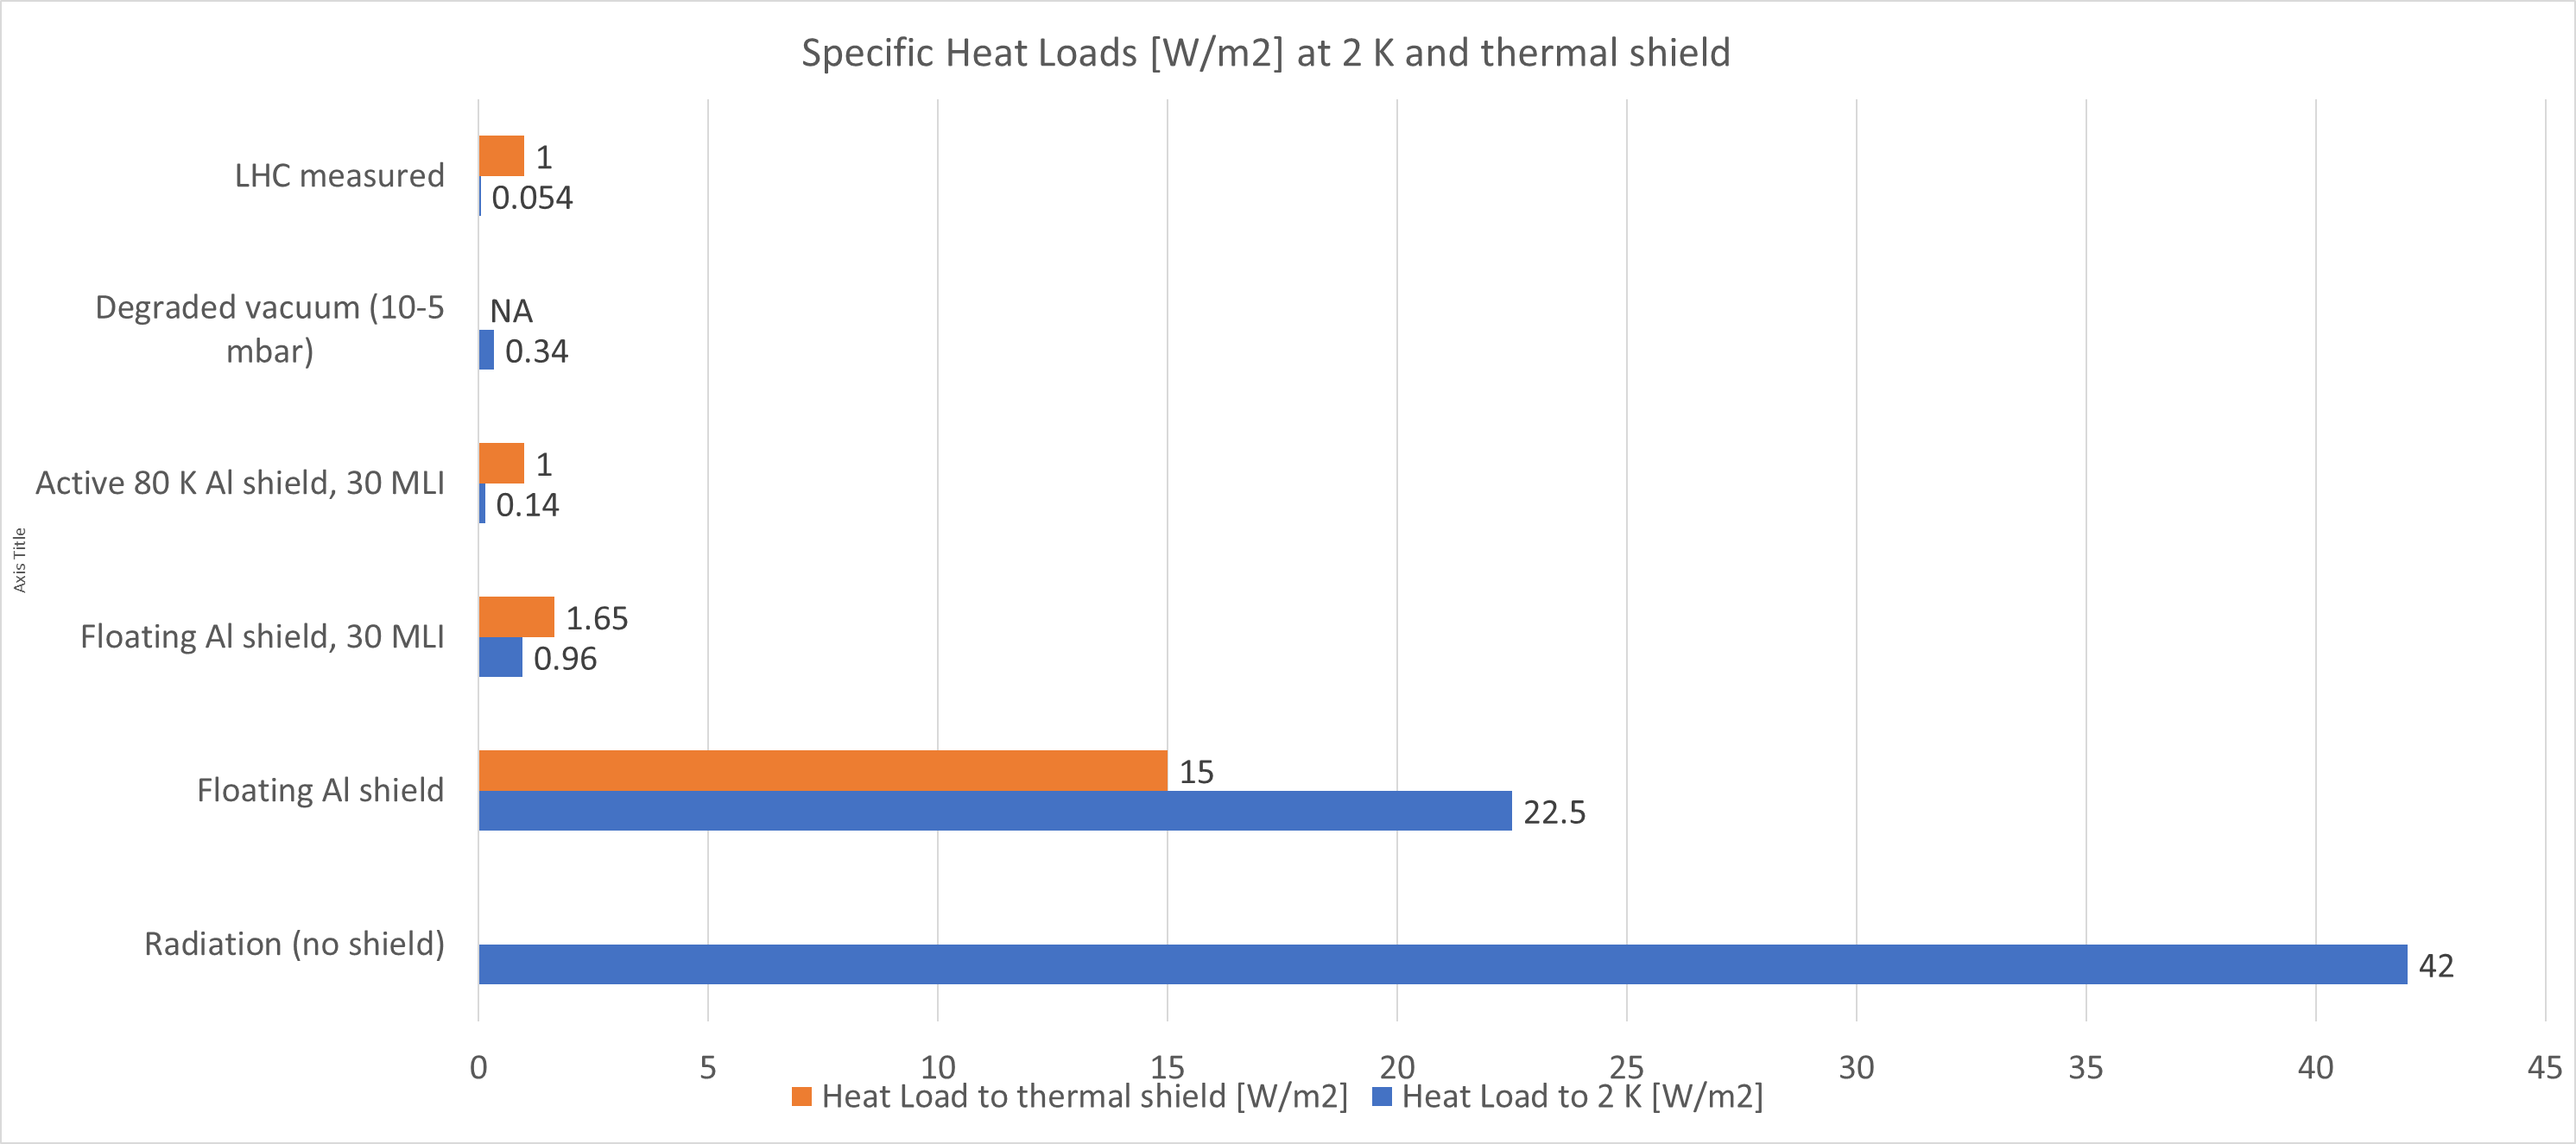 Specific Heat Loads [W/m2] at 2 K and thermal shield
Axis Title
LHC measured
1
0.054
Degraded vacuum (10-5
mbar)
NA
0.34
Active 80 K Al shield, 30 MLI
1
0.14
Floating Al shield, 30 MLI
1.65
0.96
Floating Al shield
15
22.5
Radiation (no shield)
42
0 5 10 15 20 25 30 35 40 45
Heat Load to thermal shield [W/m2] Heat Load to 2 K [W/m2]